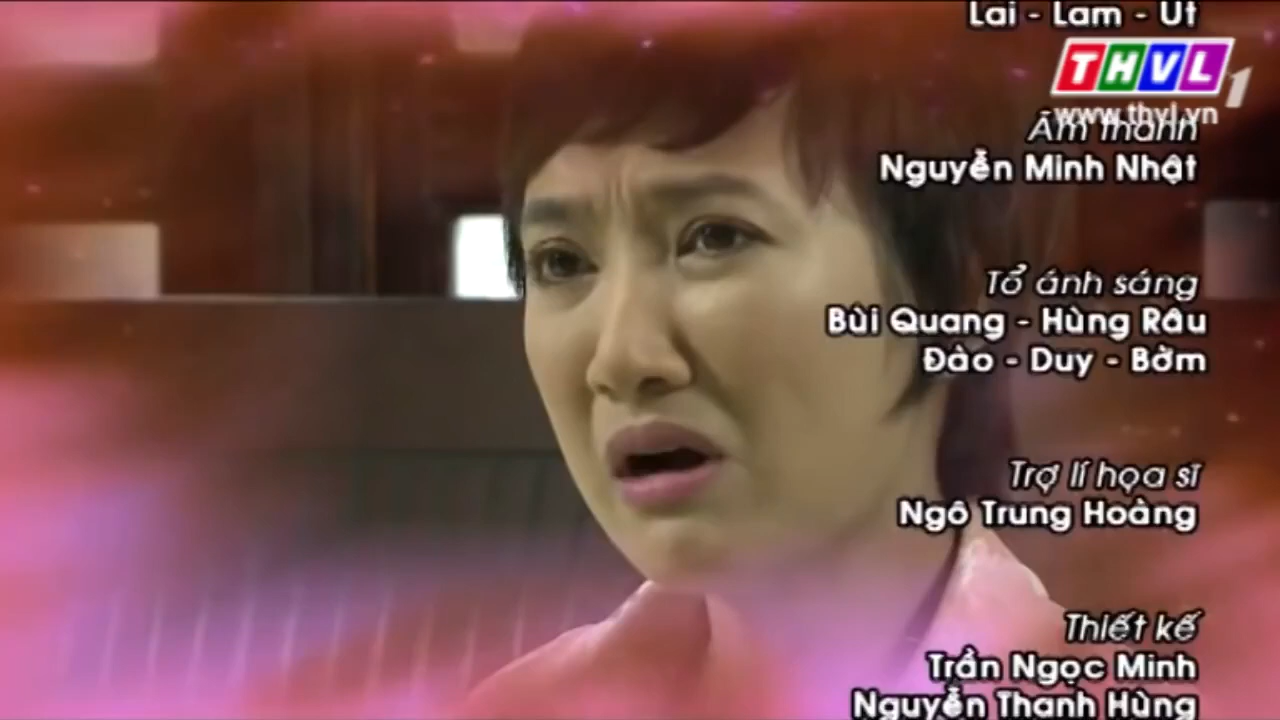 Lai - Lam - Út
THVL1
www.thvl.vn
Âm thanh
Nguyễn Minh Nhật
Tổ ánh sáng
Bùi Quang - Hùng Râu
Đào - Duy - Bờm
Trợ lí họa sĩ
Ngô Trung Hoàng
Thiết kế
Trần Ngọc Minh
Nguyễn Thanh Hùng